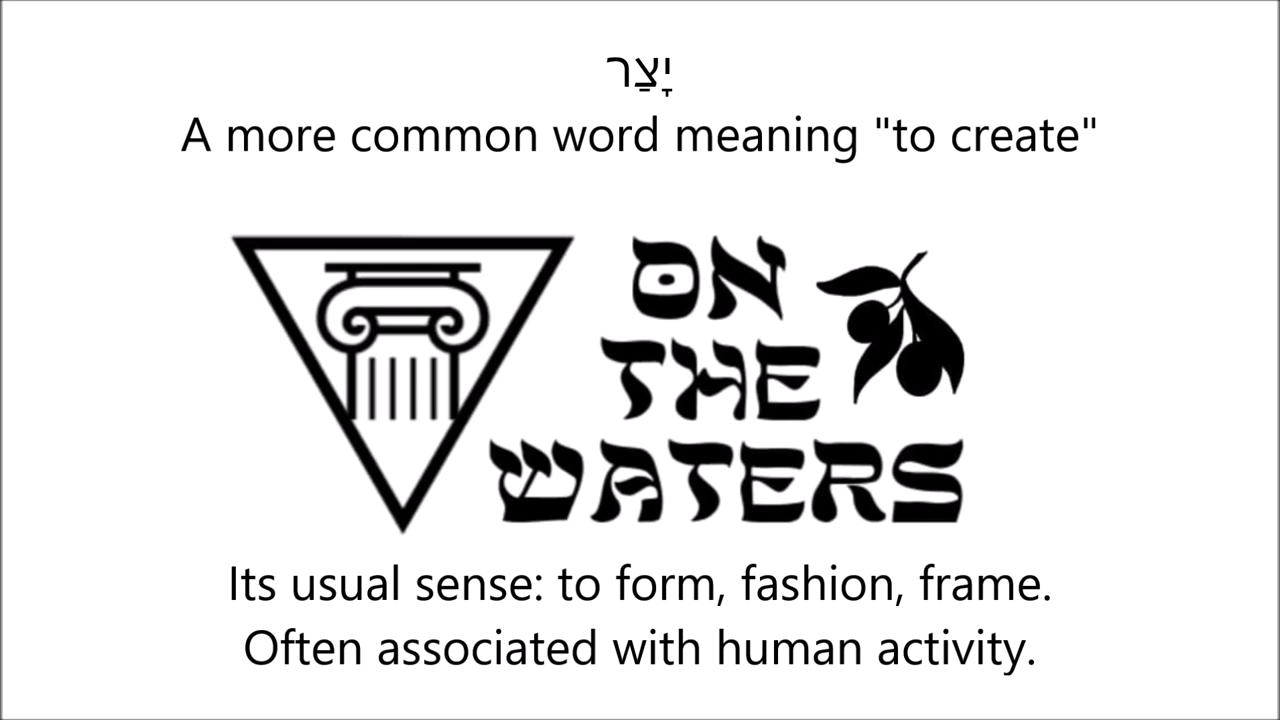 יָצַר
A more common word meaning "to create"
ON
THE
WATERS
Its usual sense: to form, fashion, frame.
Often associated with human activity.